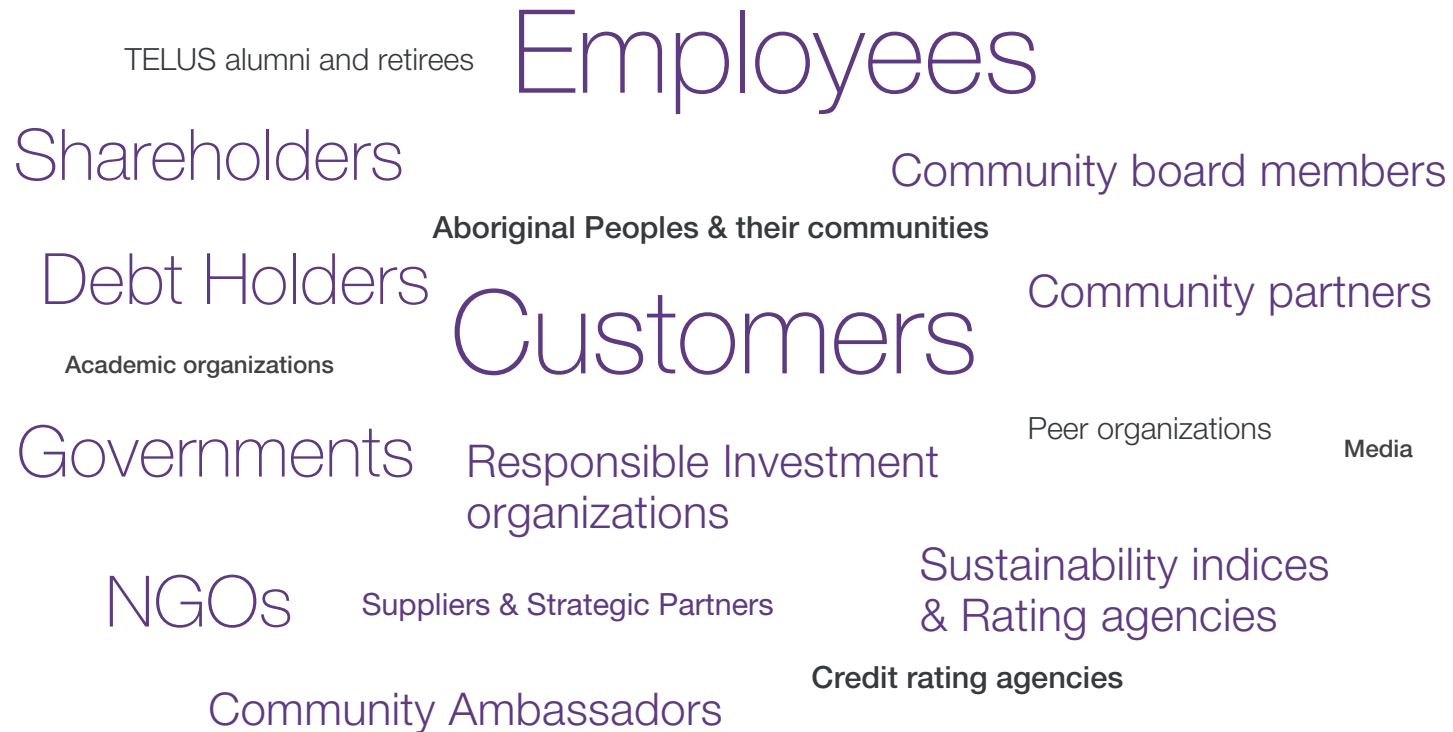 Employees
TELUS alumni and retirees
Shareholders
Community board members
Aboriginal Peoples & their communities
Debt Holders
Community partners
Customers
Academic organizations
Peer organizations
Media
Governments
Responsible Investment
organizations
Sustainability indices
& Rating agencies
NGOs
Suppliers & Strategic Partners
Credit rating agencies
Community Ambassadors